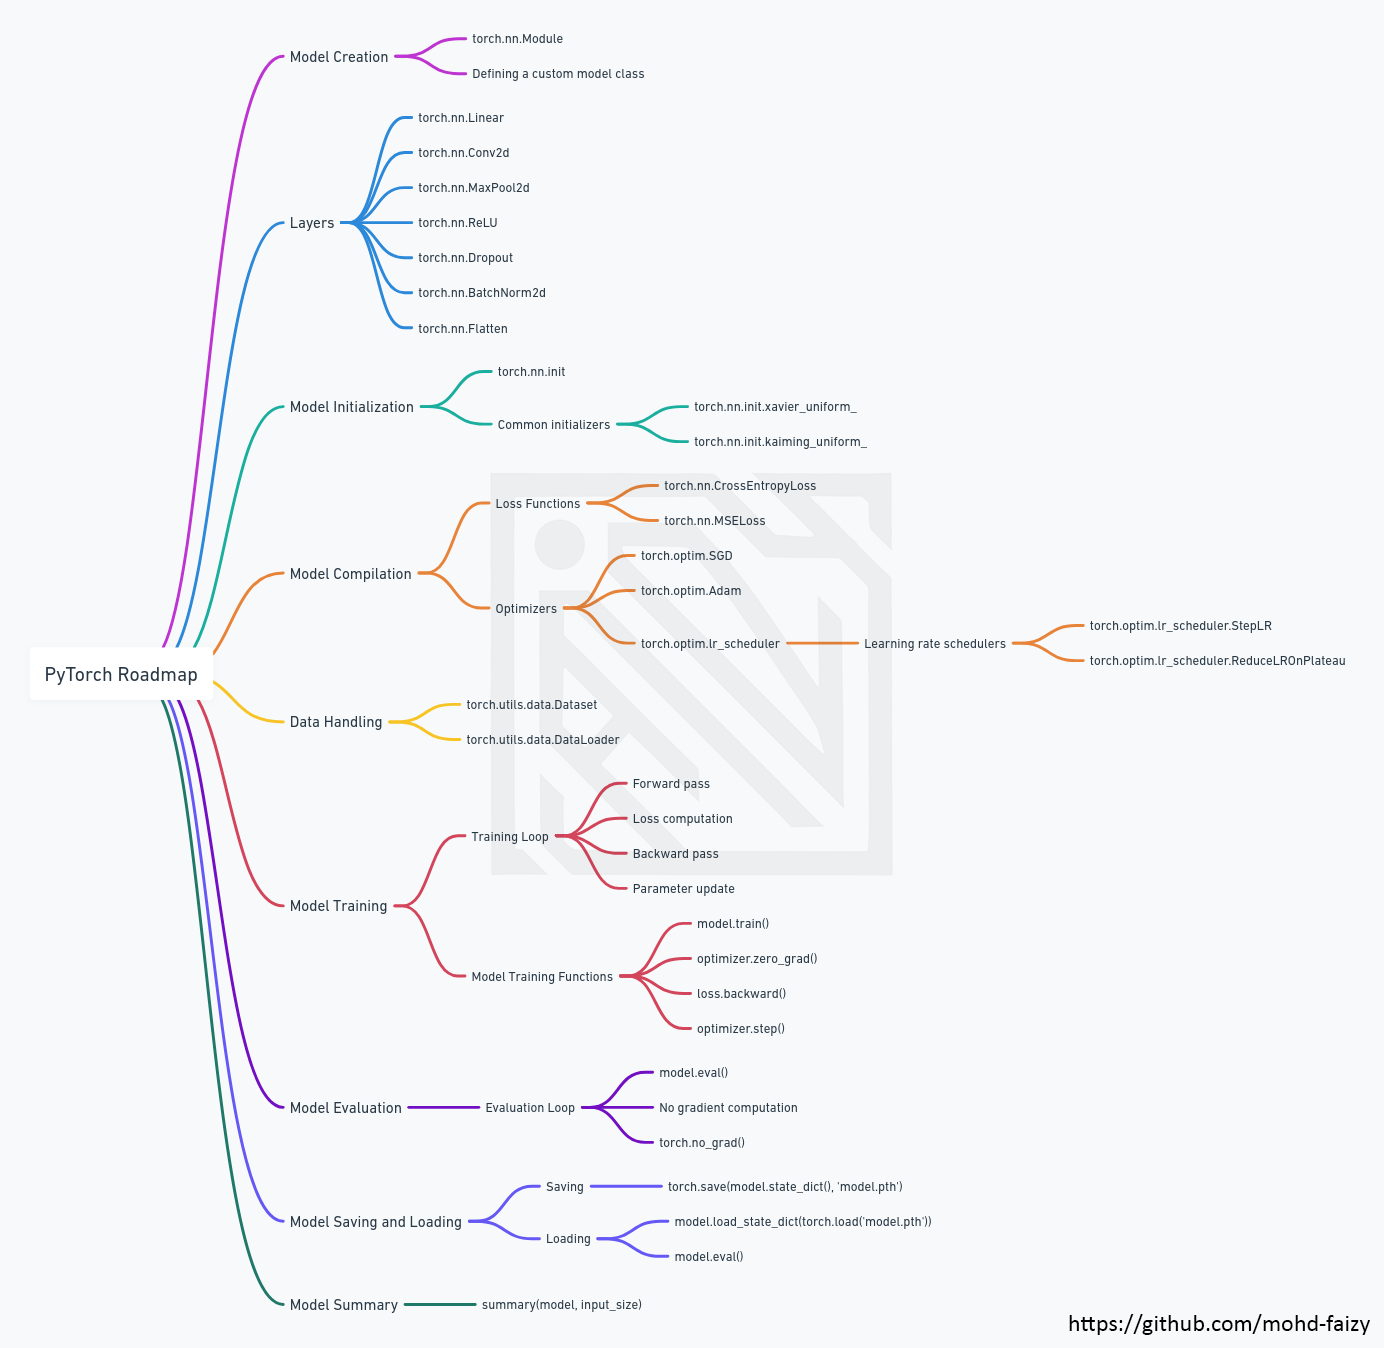 PyTorch Roadmap
Model Creation
torch.nn.Module
Defining a custom model class
Layers
torch.nn.Linear
torch.nn.Conv2d
torch.nn.MaxPool2d
torch.nn.ReLU
torch.nn.Dropout
torch.nn.BatchNorm2d
torch.nn.Flatten
Model Initialization
torch.nn.init
Common initializers
torch.nn.init.xavier_uniform_
torch.nn.init.kaiming_uniform_
Model Compilation
Loss Functions
torch.nn.CrossEntropyLoss
torch.nn.MSELoss
Optimizers
torch.optim.SGD
torch.optim.Adam
torch.optim.lr_scheduler
Learning rate schedulers
torch.optim.lr_scheduler.StepLR
torch.optim.lr_scheduler.ReduceLROnPlateau
Data Handling
torch.utils.data.Dataset
torch.utils.data.DataLoader
Model Training
Training Loop
Forward pass
Loss computation
Backward pass
Parameter update
Model Training Functions
model.train()
optimizer.zero_grad()
loss.backward()
optimizer.step()
Model Evaluation
Evaluation Loop
model.eval()
No gradient computation
torch.no_grad()
Model Saving and Loading
Saving
torch.save(model.state_dict(), 'model.pth')
Loading
model.load_state_dict(torch.load('model.pth'))
model.eval()
Model Summary
summary(model, input_size)
https://github.com/mohd-faizy